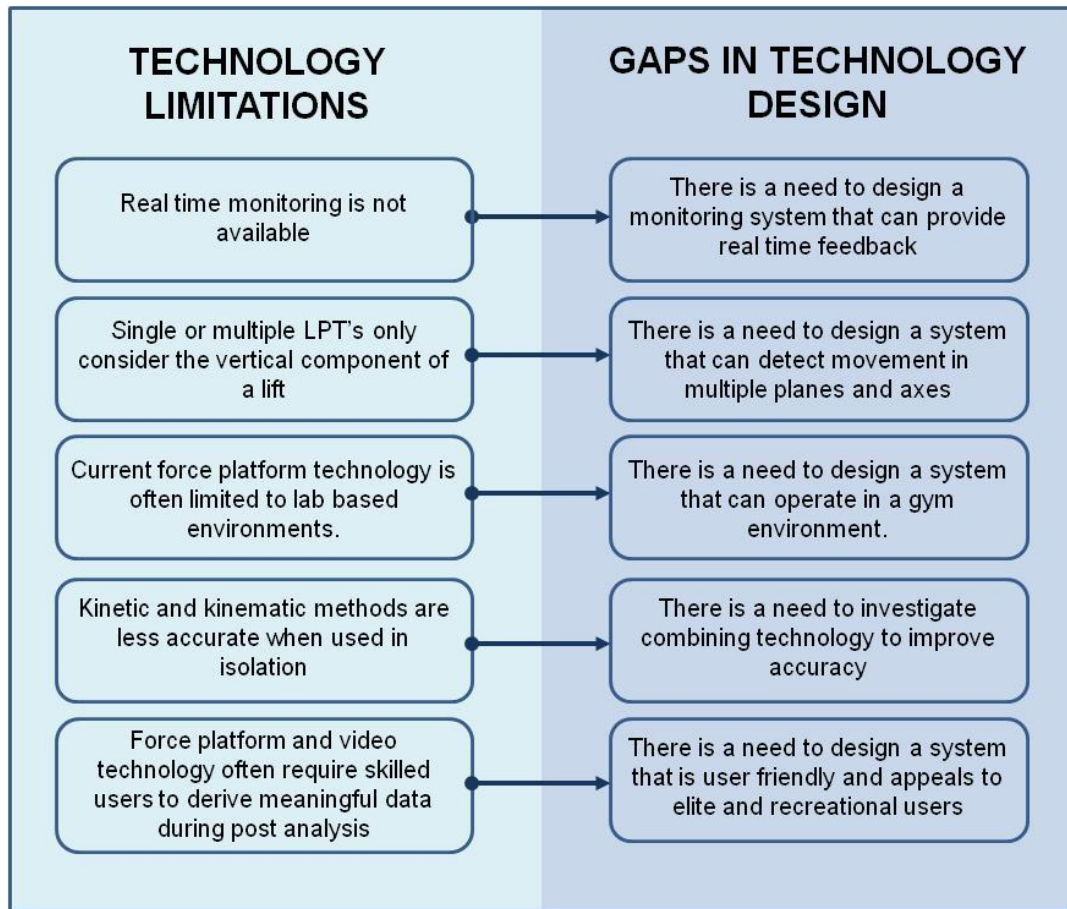 TECHNOLOGY
LIMITATIONS
GAPS IN TECHNOLOGY
DESIGN
Real time monitoring is not
available
There is a need to design a
monitoring system that can provide
real time feedback
Single or multiple LPT's only
consider the vertical component of
a lift
There is a need to design a system
that can detect movement in
multiple planes and axes
Current force platform technology is
often limited to lab based
environments.
There is a need to design a system
that can operate in a gym
environment.
Kinetic and kinematic methods are
less accurate when used in
isolation
There is a need to investigate
combining technology to improve
accuracy
Force platform and video
technology often require skilled
users to derive meaningful data
during post analysis
There is a need to design a system
that is user friendly and appeals to
elite and recreational users